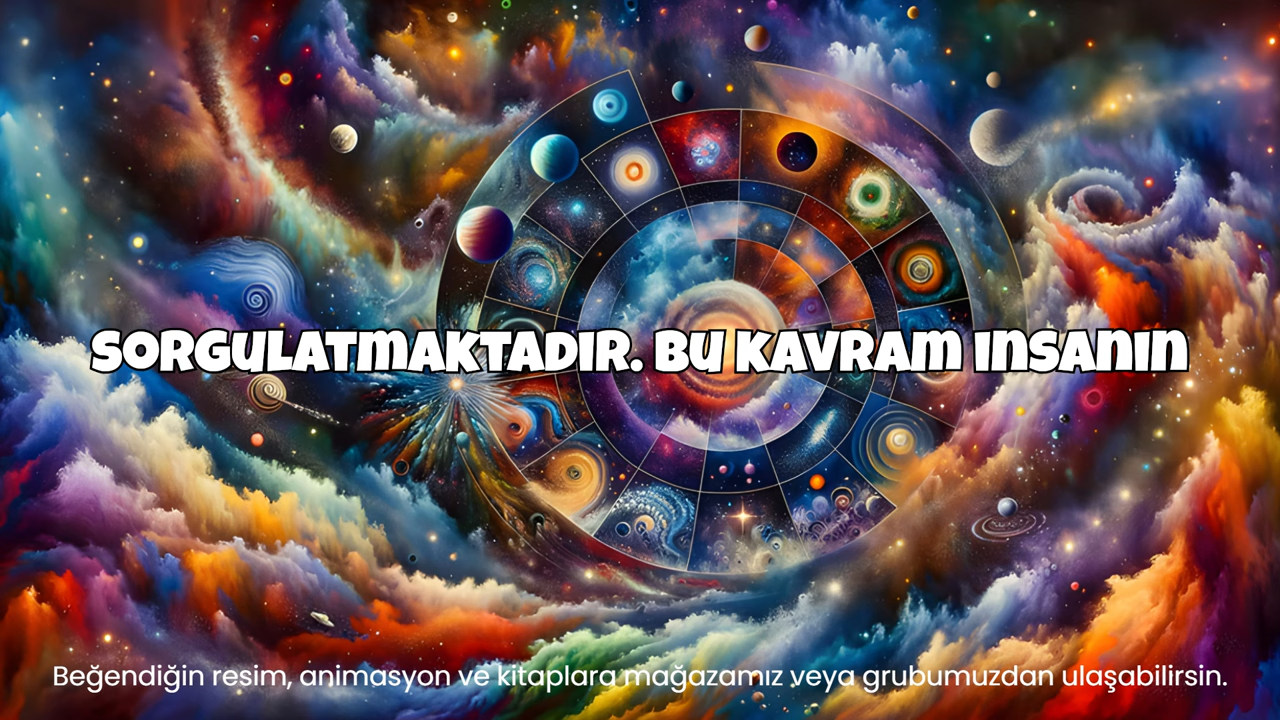 SORGULATMAKTADIR. BU KAVRAM INSANIN
Beğendiğin resim, animasyon ve kitaplara mağazamız veya grubumuzdan ulaşabilirsin.